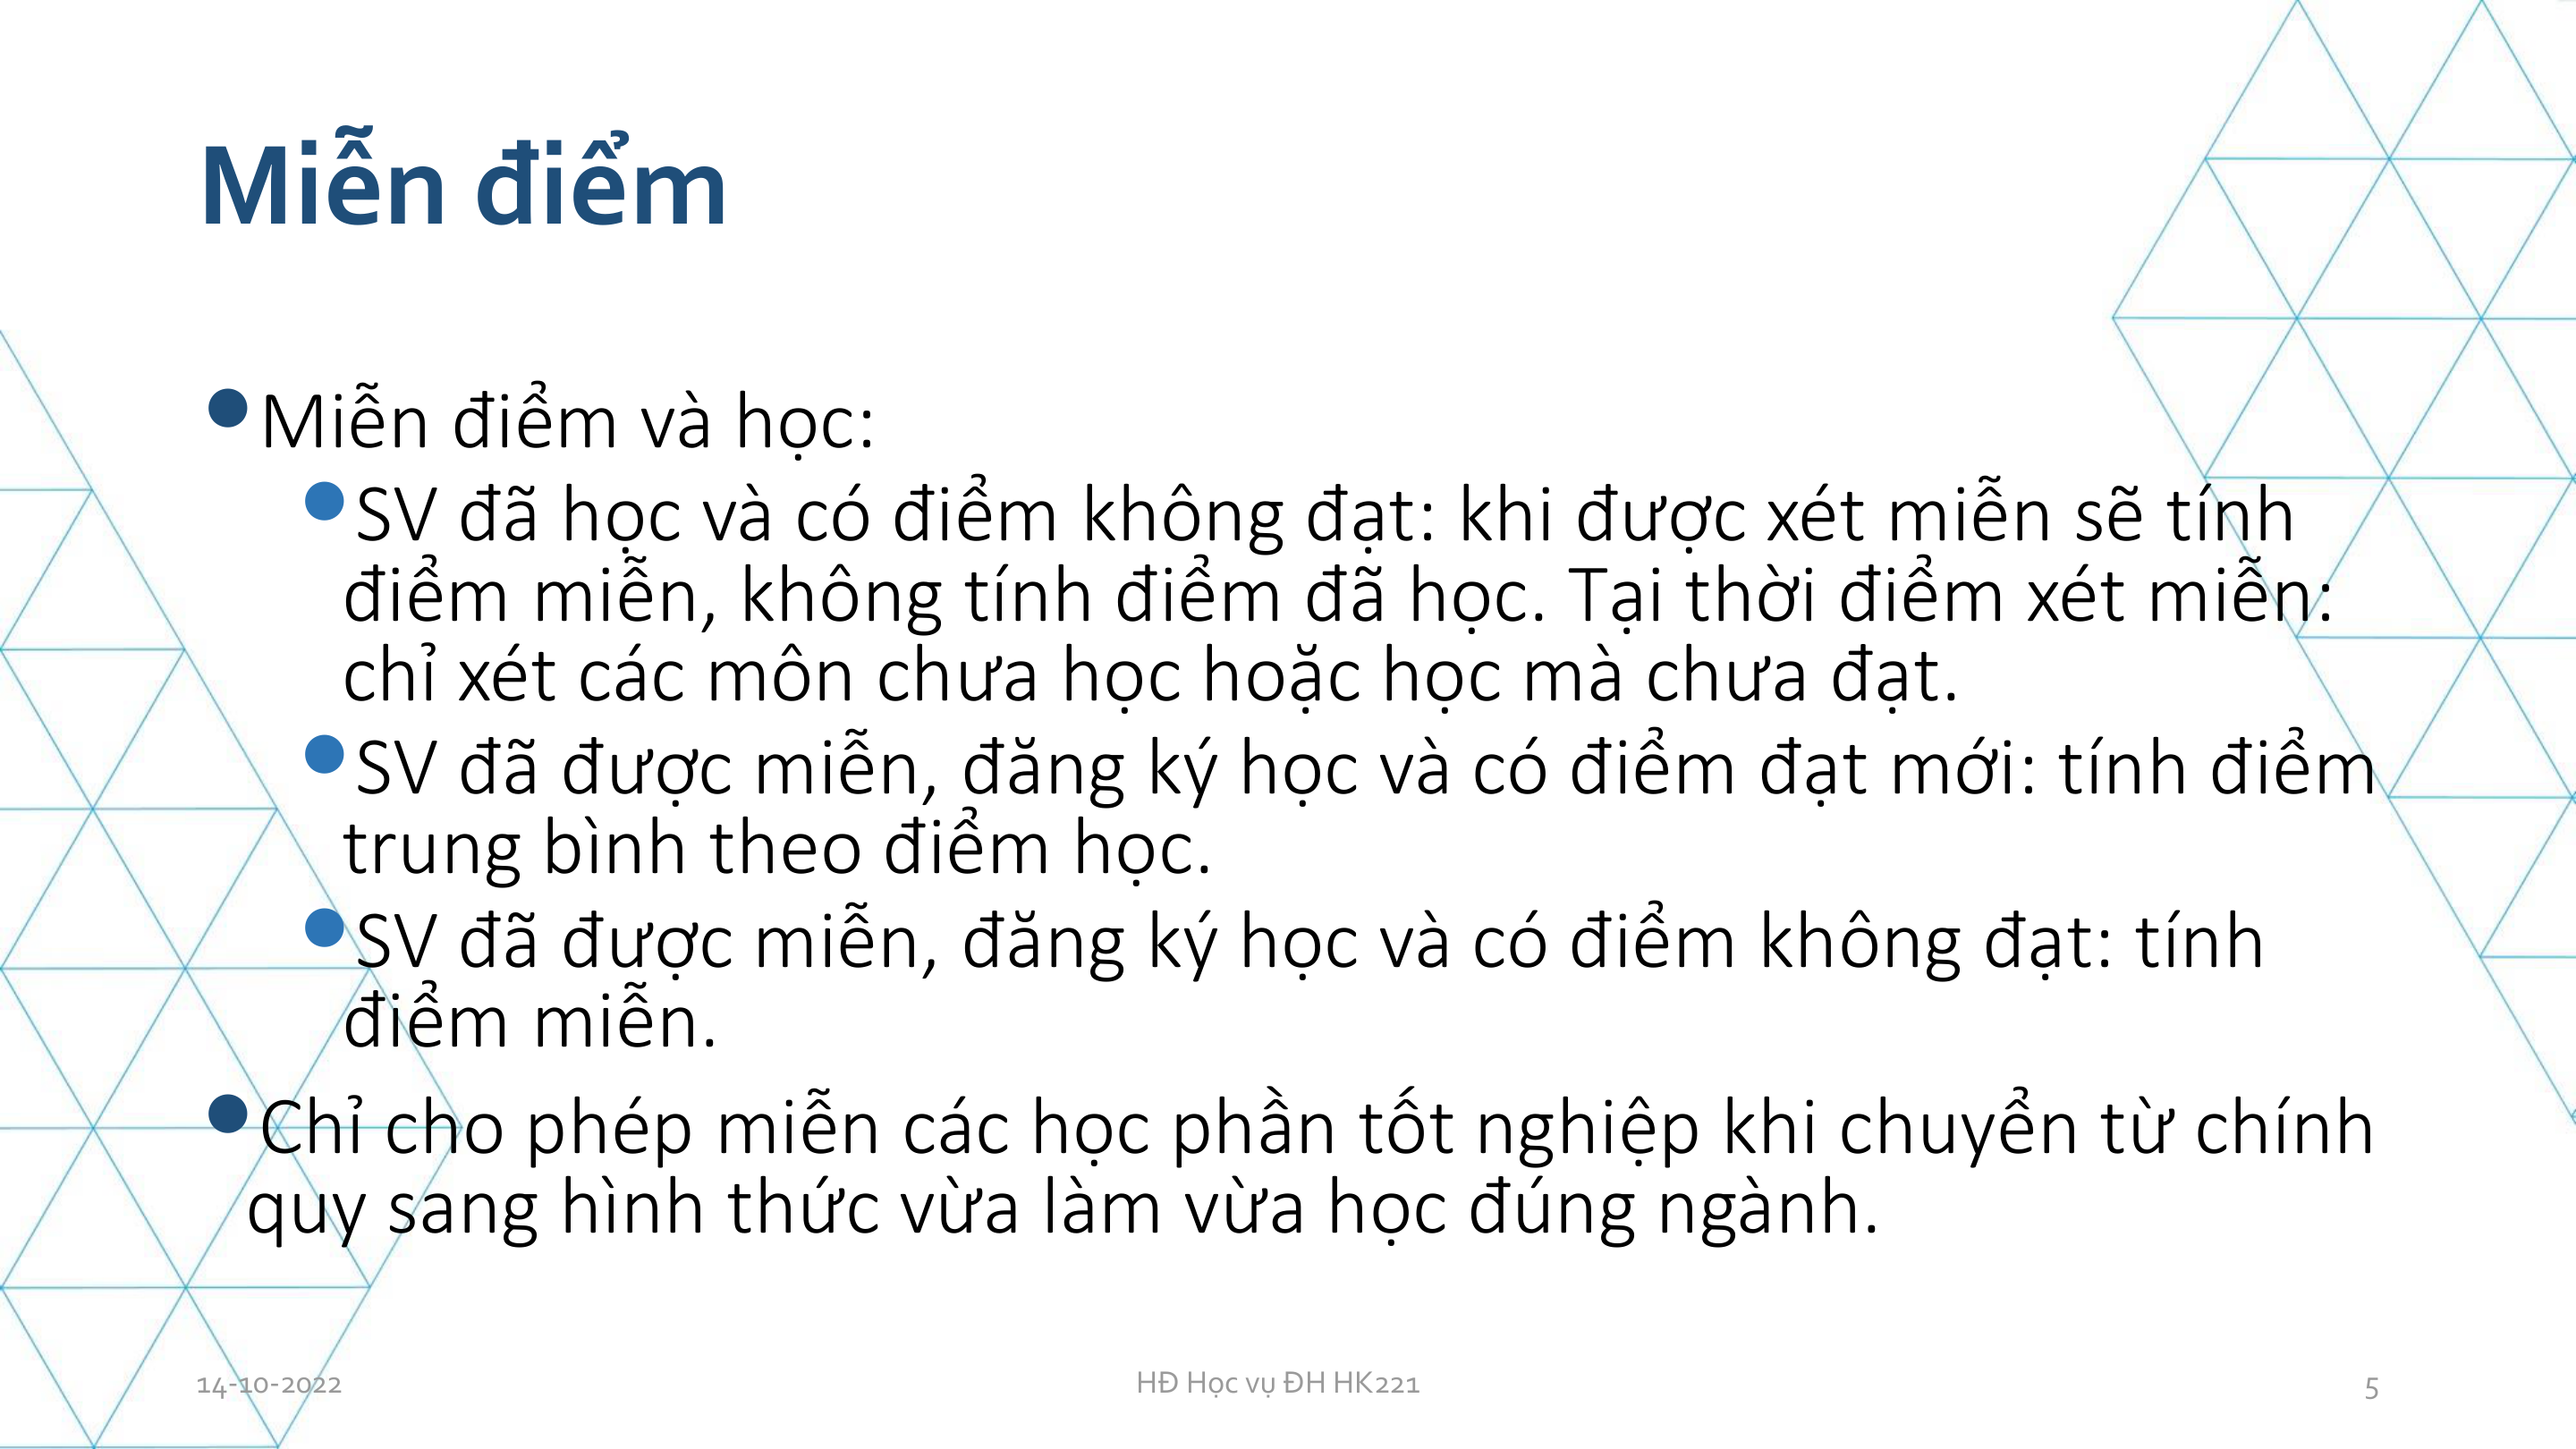 Miễn điểm
•Miễn điểm và học:
•SV đã học và có điểm không đạt: khi được xét miễn sẽ tính
điểm miễn, không tính điểm đã học. Tại thời điểm xét miễn:
chỉ xét các môn chưa học hoặc học mà chưa đạt.
•SV đã được miễn, đăng ký học và có điểm đạt mới: tính điểm
trung bình theo điểm học.
•SV đã được miễn, đăng ký học và có điểm không đạt: tính
điểm miễn.
•Chỉ cho phép miễn các học phần tốt nghiệp khi chuyển từ chính
quy sang hình thức vừa làm vừa học đúng ngành.
14-10-2022
HĐ Học vụ ĐH HK221
5